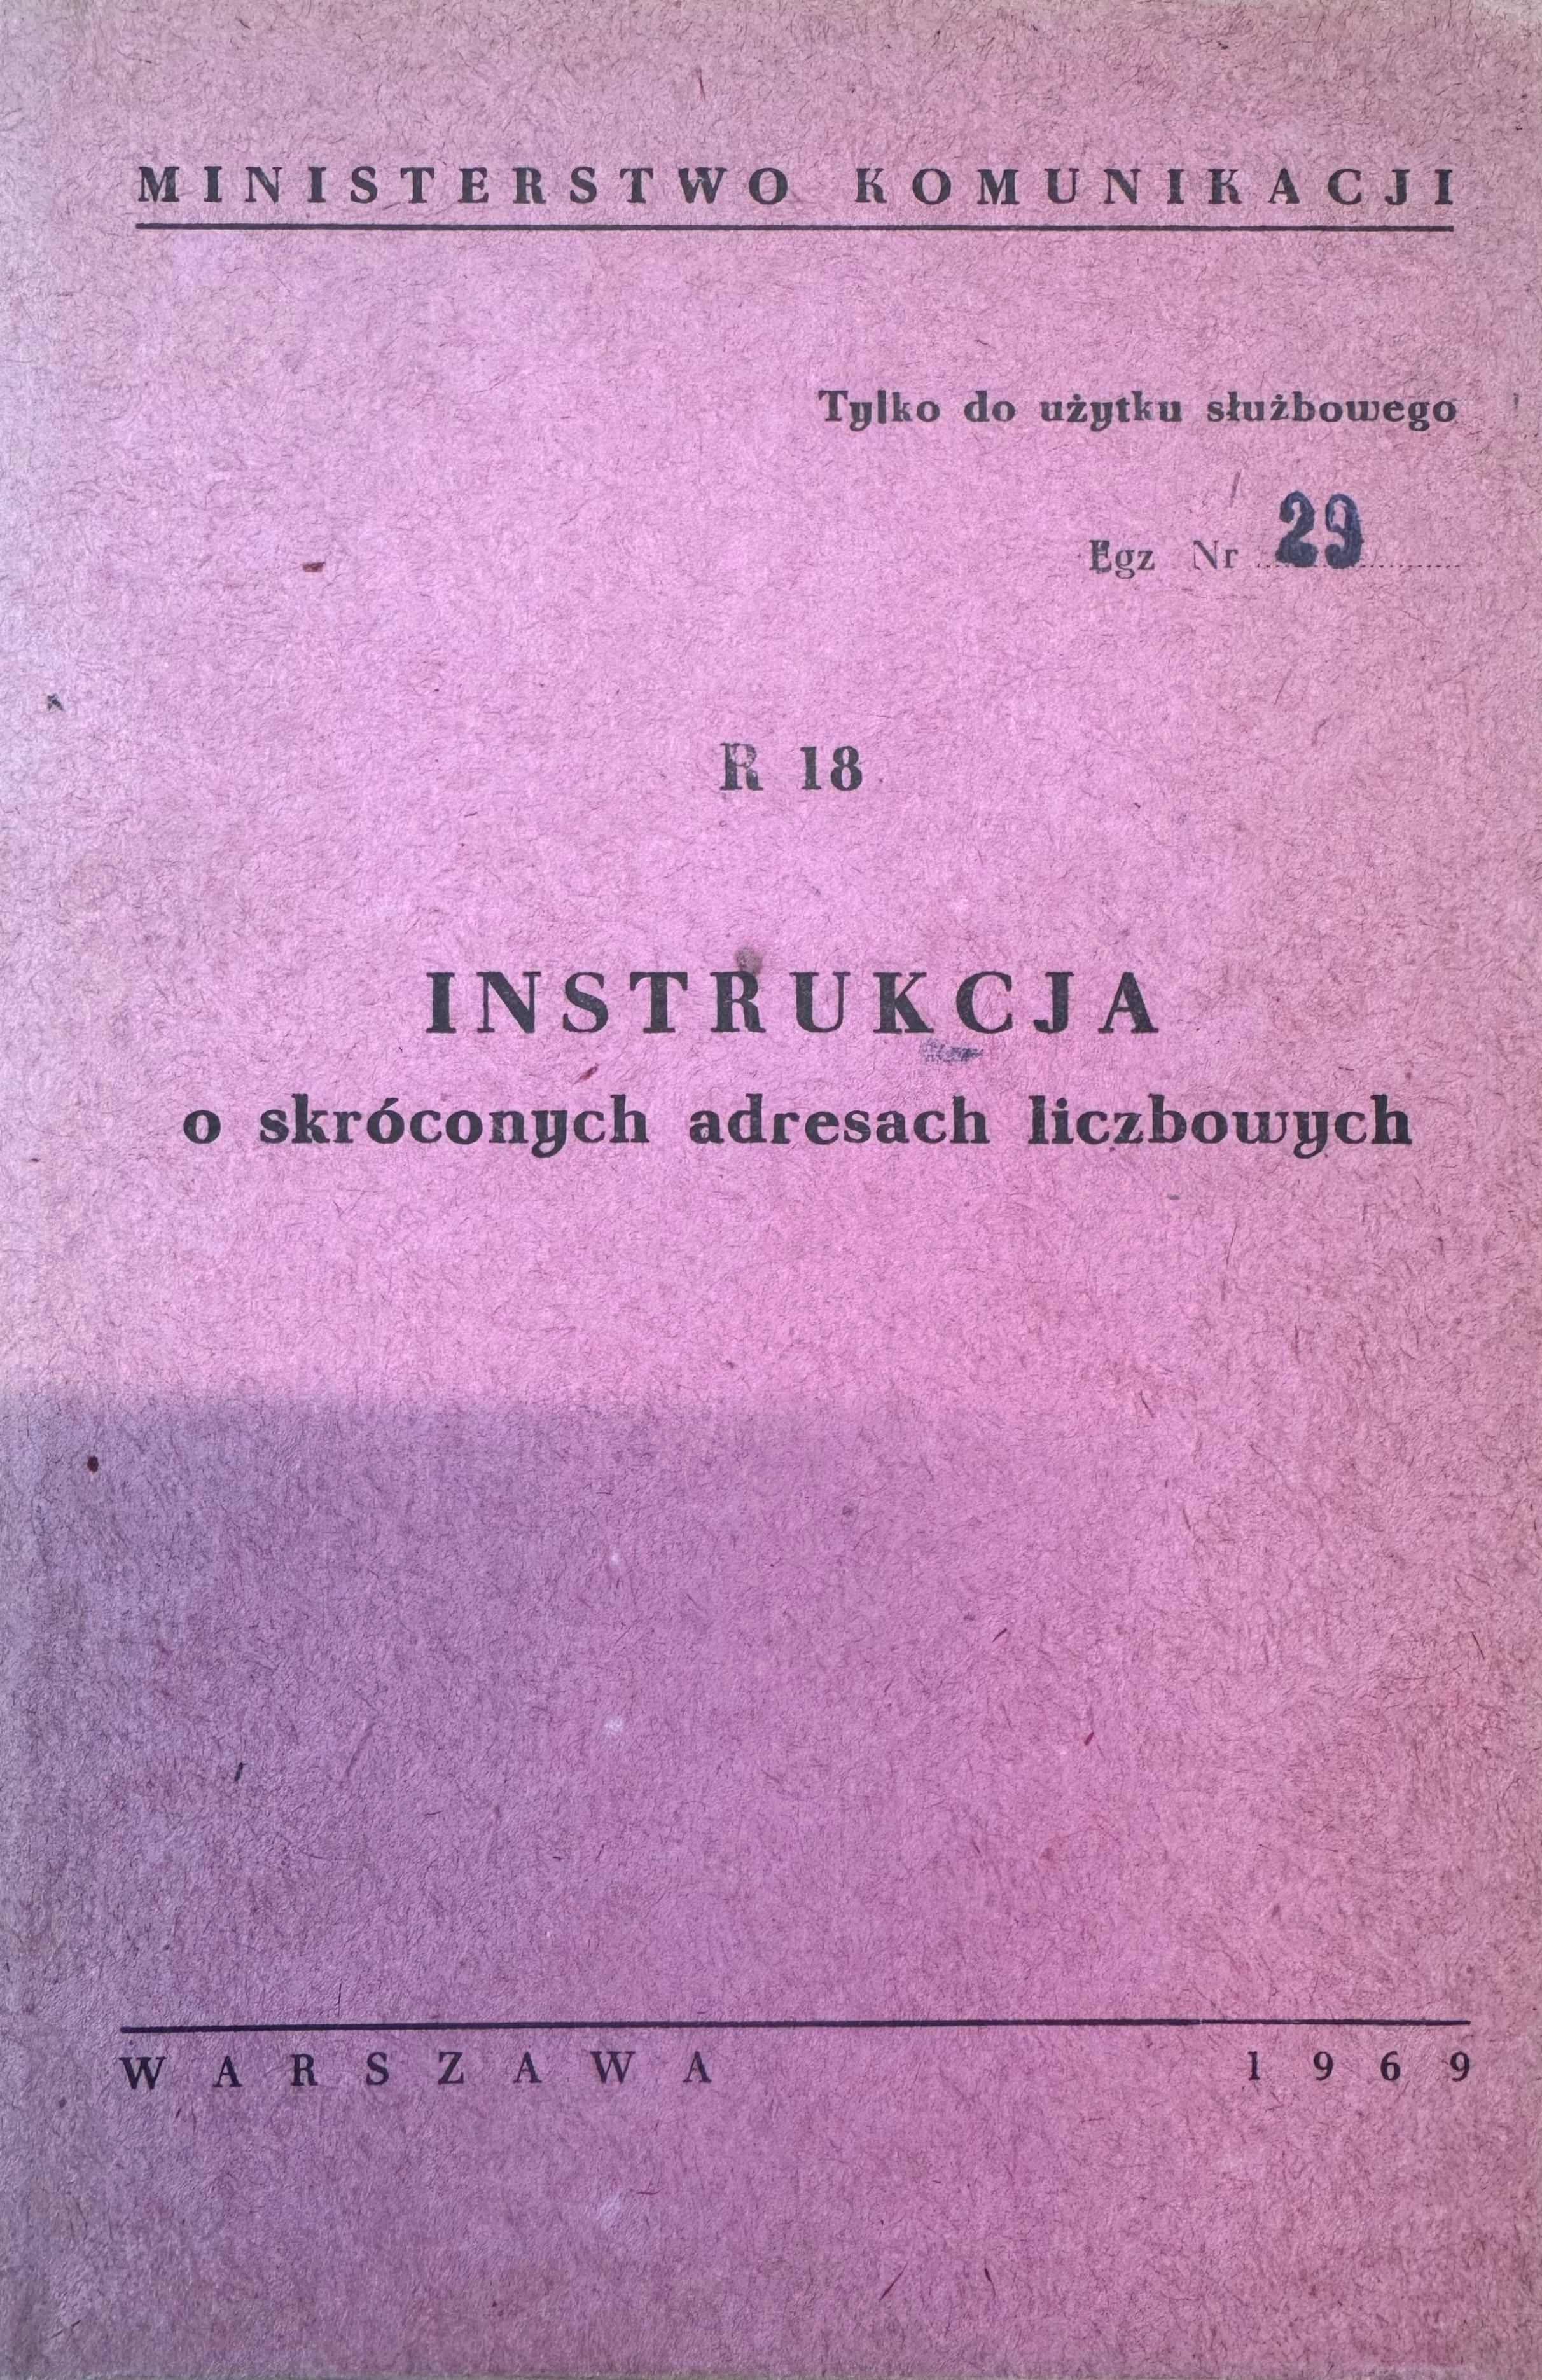 MINISTERSTWO KOMUNIKACJI
Tylko do użytku służbowego
Egz Nr 29
R 18
INSTRUKCJA
o skróconych adresach liczbowych
WARSZAWA 1969